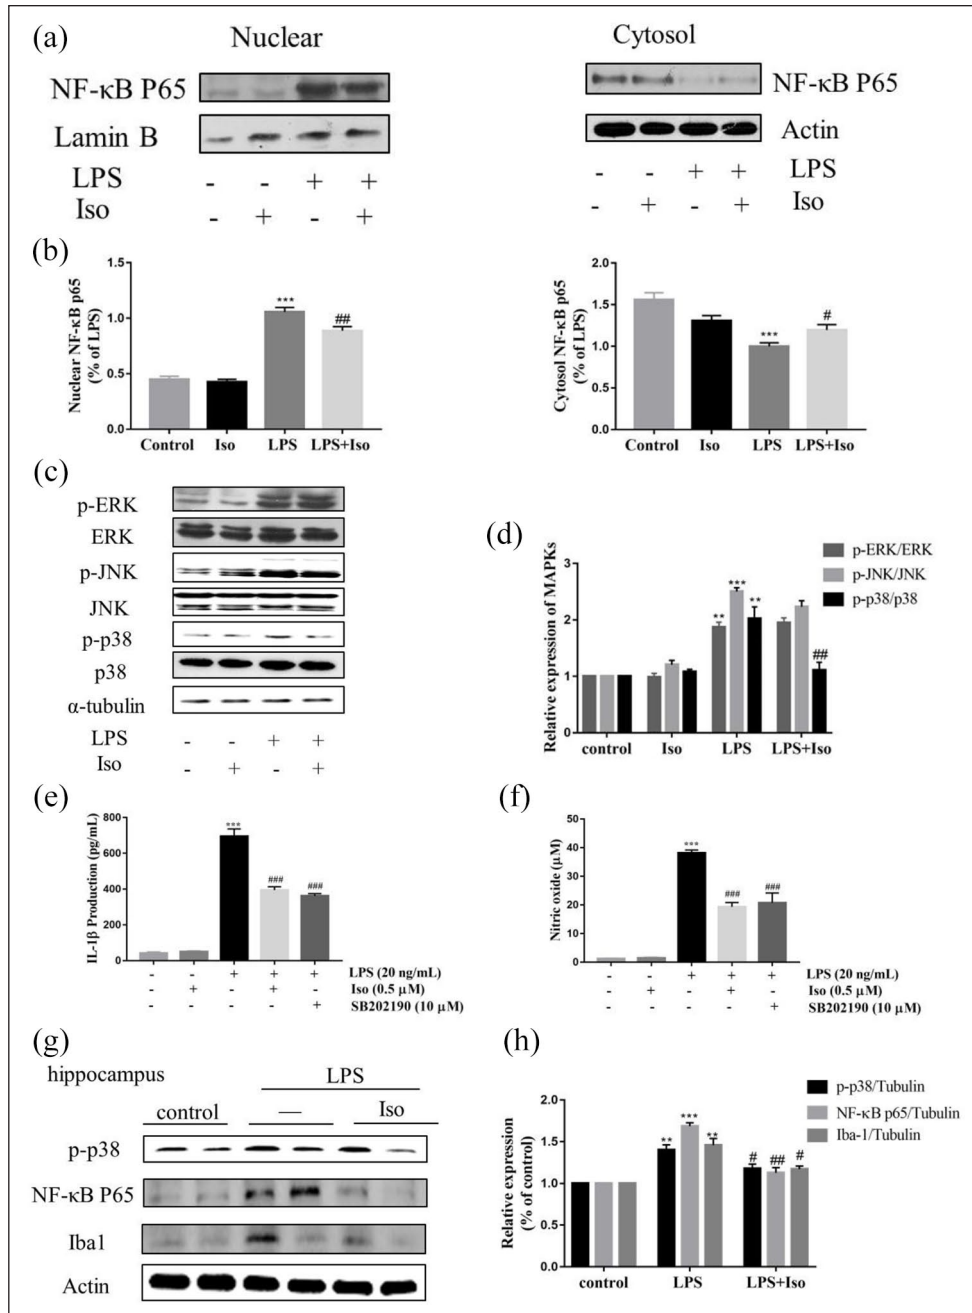 (a)
Nuclear
Cytosol
NF-κB P65
NF-κB P65
Lamin B
Actin
LPS - - + +
- - + + LPS
Iso - + - +
- + - + Iso
(b)
Nuclear NF-κB p65
(% of LPS)
1.5
1.0
0.5
0.0
***
##
Control Iso LPS LPS+Iso
Cytosol NF-κB p65
(% of LPS)
2.0
1.5
1.0
0.5
0.0
***
#
Control Iso LPS LPS+Iso
(c)
p-ERK
ERK
p-JNK
JNK
p-p38
p38
α-tubulin
LPS - - + +
Iso - + - +
(d)
Relative expression of MAPKs
3
2
1
0
p-ERK/ERK
p-JNK/JNK
p-p38/p38
** *** **
##
control Iso LPS LPS+Iso
(e)
IL-1β Production (pg/mL)
800
600
400
200
0
***
###
###
- - + + + LPS (20 ng/mL)
- + - + - Iso (0.5 μM)
- - - - + SB202190 (10 μM)
(f)
Nitric oxide (μM)
50
40
30
20
10
0
***
###
###
- - + + + LPS (20 ng/mL)
- + - + - Iso (0.5 μM)
- - - - + SB202190 (10 μM)
(g)
hippocampus
LPS
control — Iso
p-p38
NF-κB P65
Iba1
Actin
(h)
Relative expression
(% of control)
2.0
1.5
1.0
0.5
0.0
p-p38/Tubulin
NF-κB p65/Tubulin
Iba-1/Tubulin
** *** **
# ## #
control LPS LPS+Iso